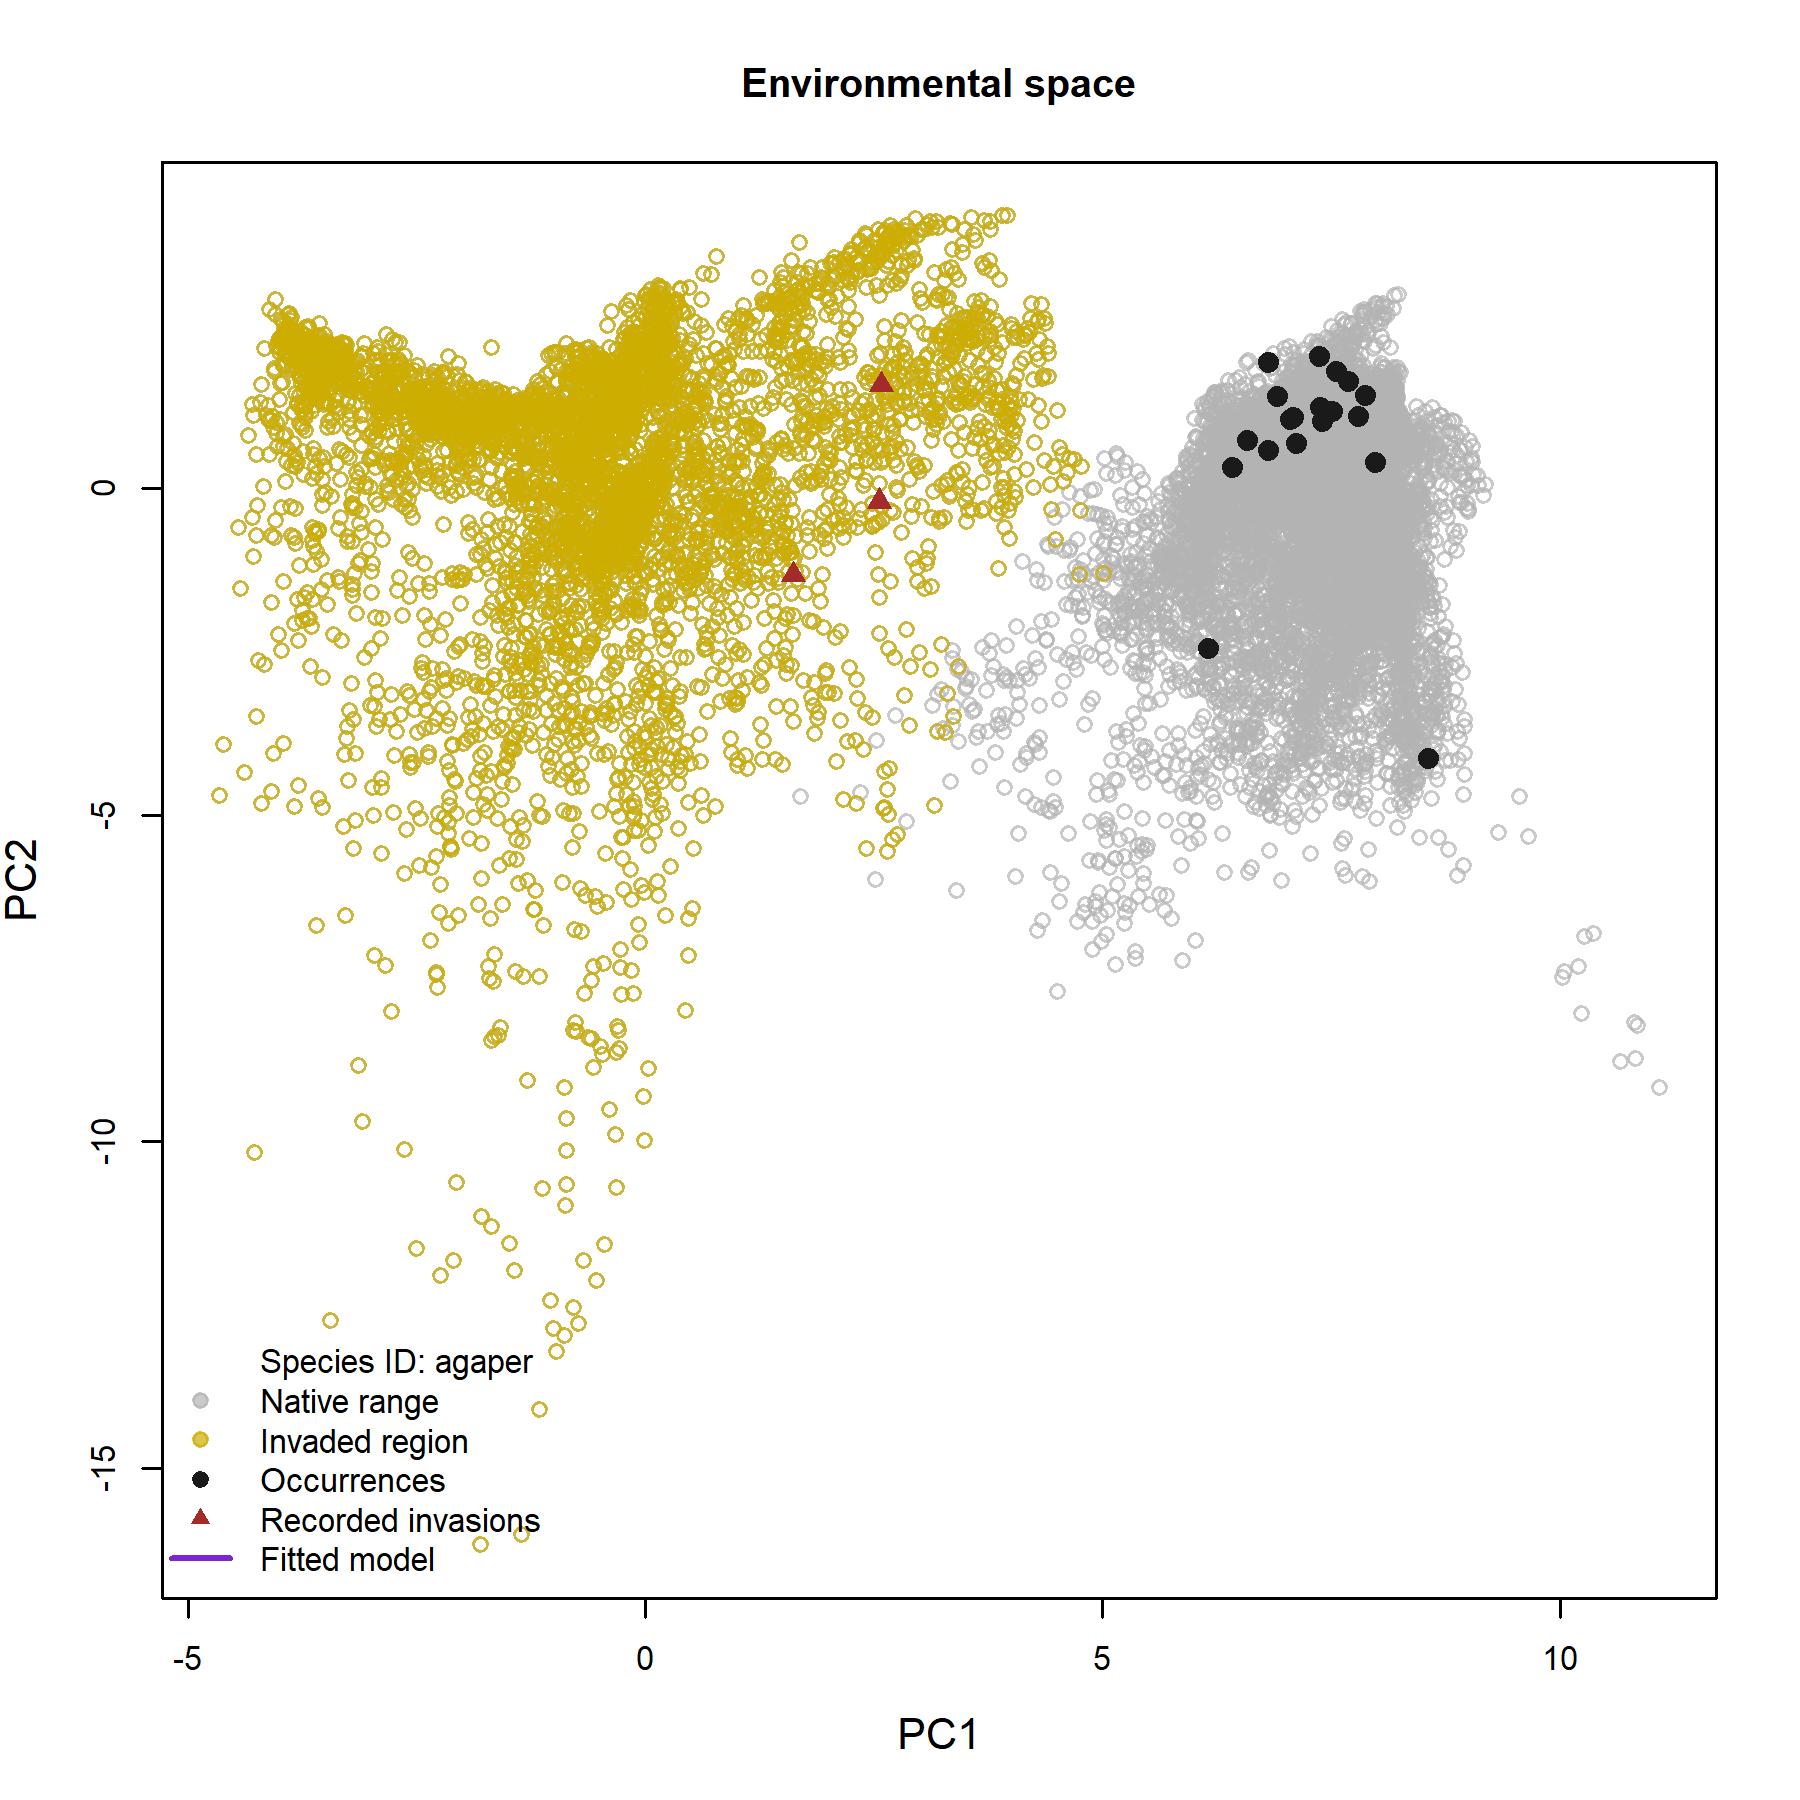 Environmental space
PC2
0
-5
-10
-15
Species ID: agaper
Native range
Invaded region
Occurrences
Recorded invasions
Fitted model
-5
0
5
10
PC1